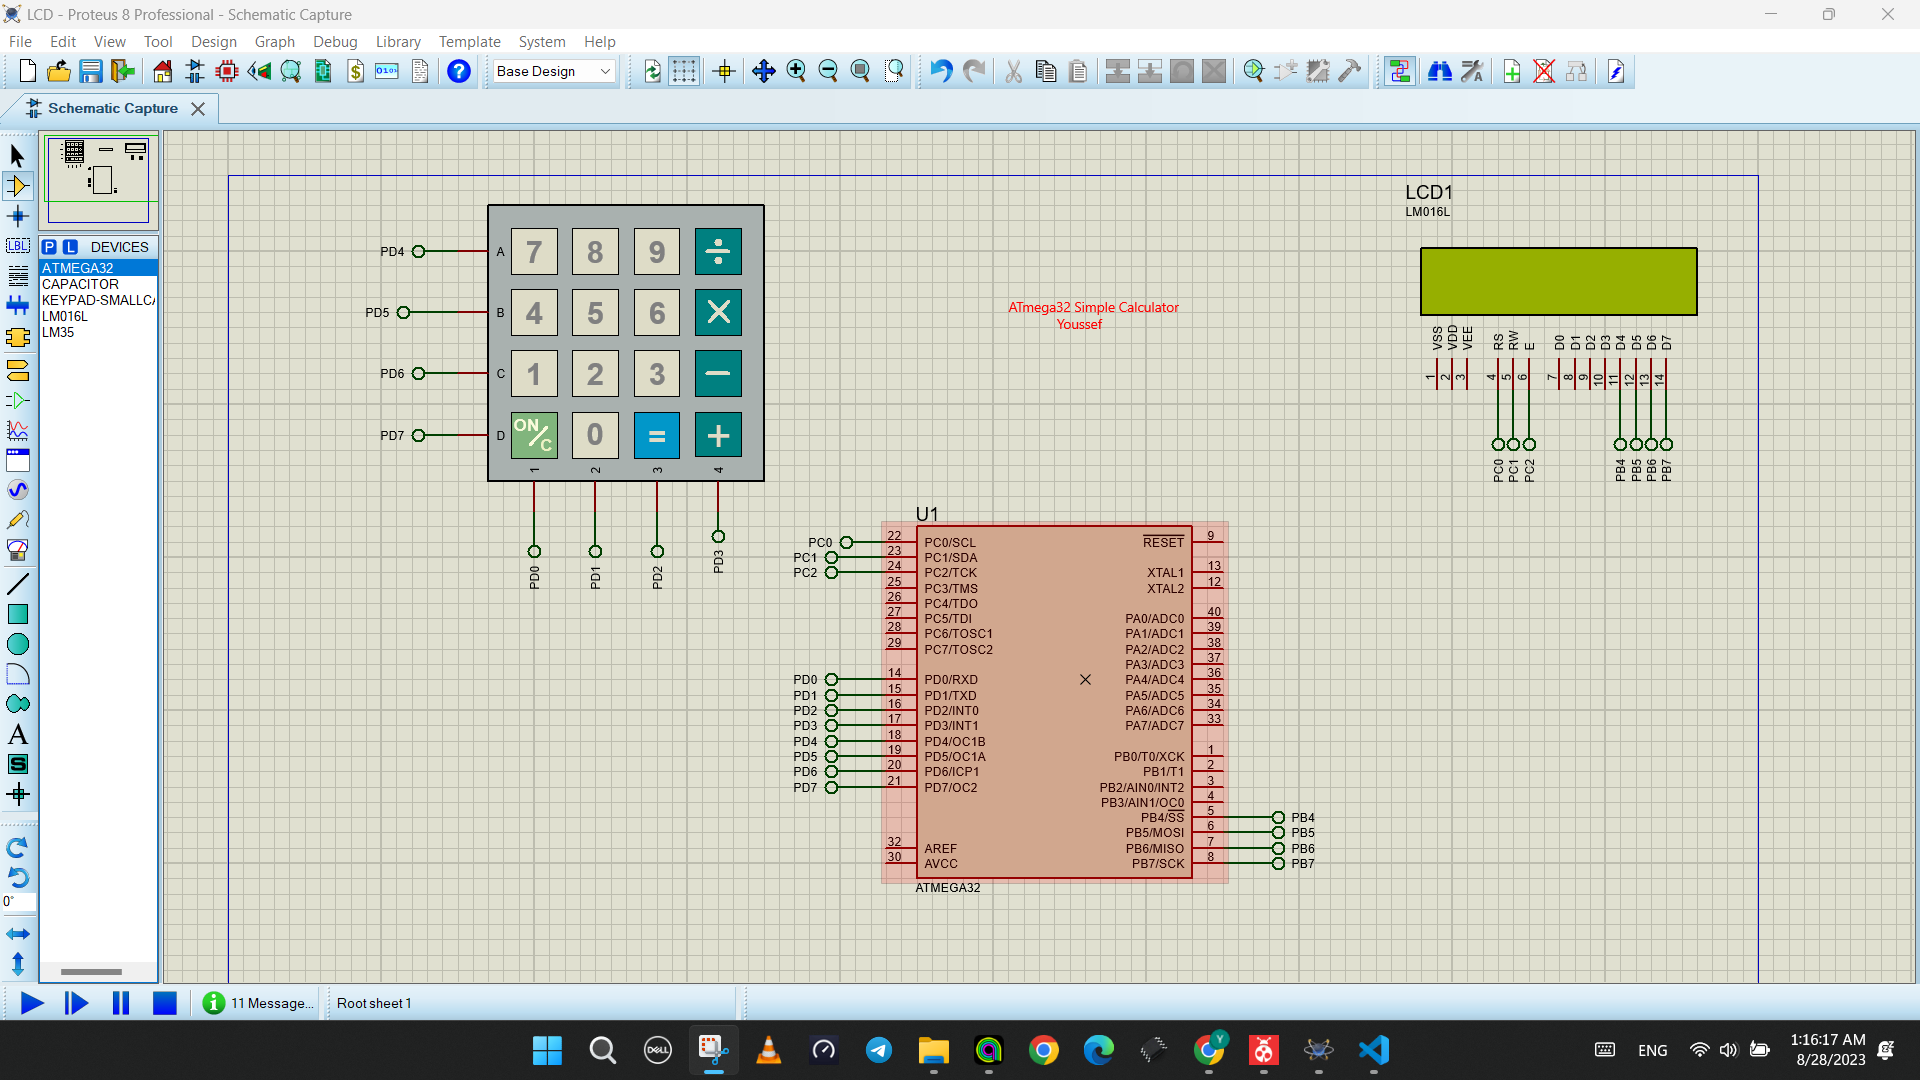 LCD - Proteus 8 Professional - Schematic Capture
File Edit View Tool Design Graph Debug Library Template System Help
Base Design
Schematic Capture
DEVICES
P L
ATMEGA32
CAPACITOR
KEYPAD-SMALLCA
LM016L
LM35
LBL
A
S
0°
PD4 A 7 8 9 ÷
PD5 B 4 5 6 ×
PD6 C 1 2 3 −
PD7 D ON/C 0 = +
1 2 3 4
PD0 PD1 PD2 PD3
ATmega32 Simple Calculator
Youssef
LCD1
LM016L
VSS VDD VEE RS RW E D0 D1 D2 D3 D4 D5 D6 D7
1 2 3 4 5 6 7 8 9 10 11 12 13 14
PC0 PC1 PC2 PB4 PB5 PB6 PB7
U1
PC0 22 PC0/SCL RESET 9
PC1 23 PC1/SDA
PC2 24 PC2/TCK XTAL1 13
25 PC3/TMS XTAL2 12
26 PC4/TDO
27 PC5/TDI PA0/ADC0 40
28 PC6/TOSC1 PA1/ADC1 39
29 PC7/TOSC2 PA2/ADC2 38
PA3/ADC3 37
PD0 14 PD0/RXD PA4/ADC4 36
PD1 15 PD1/TXD PA5/ADC5 35
PD2 16 PD2/INT0 PA6/ADC6 34
PD3 17 PD3/INT1 PA7/ADC7 33
PD4 18 PD4/OC1B
PD5 19 PD5/OC1A PB0/T0/XCK 1
PD6 20 PD6/ICP1 PB1/T1 2
PD7 21 PD7/OC2 PB2/AIN0/INT2 3
PB3/AIN1/OC0 4
PB4/SS 5 PB4
PB5/MOSI 6 PB5
32 AREF PB6/MISO 7 PB6
30 AVCC PB7/SCK 8 PB7
ATMEGA32
11 Message... Root sheet 1
DELL
Y
ENG
1:16:17 AM
8/28/2023